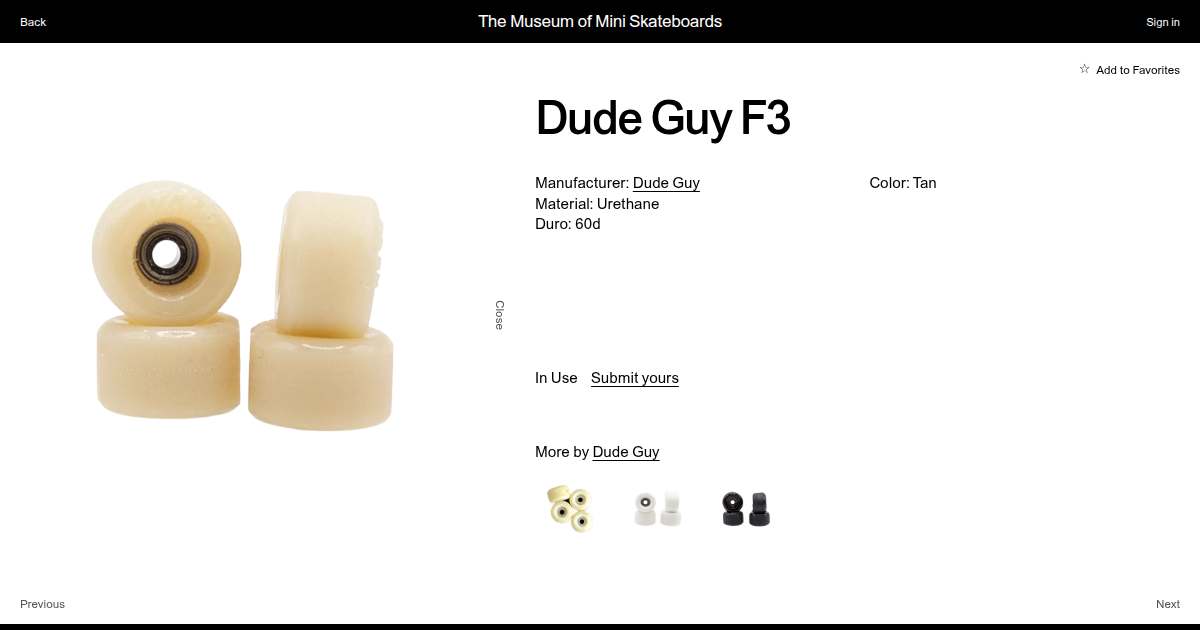 Back
The Museum of Mini Skateboards
Sign in
☆ Add to Favorites
Dude Guy F3
Manufacturer: Dude Guy
Material: Urethane
Duro: 60d
Color: Tan
Close
In Use Submit yours
More by Dude Guy
Previous
Next